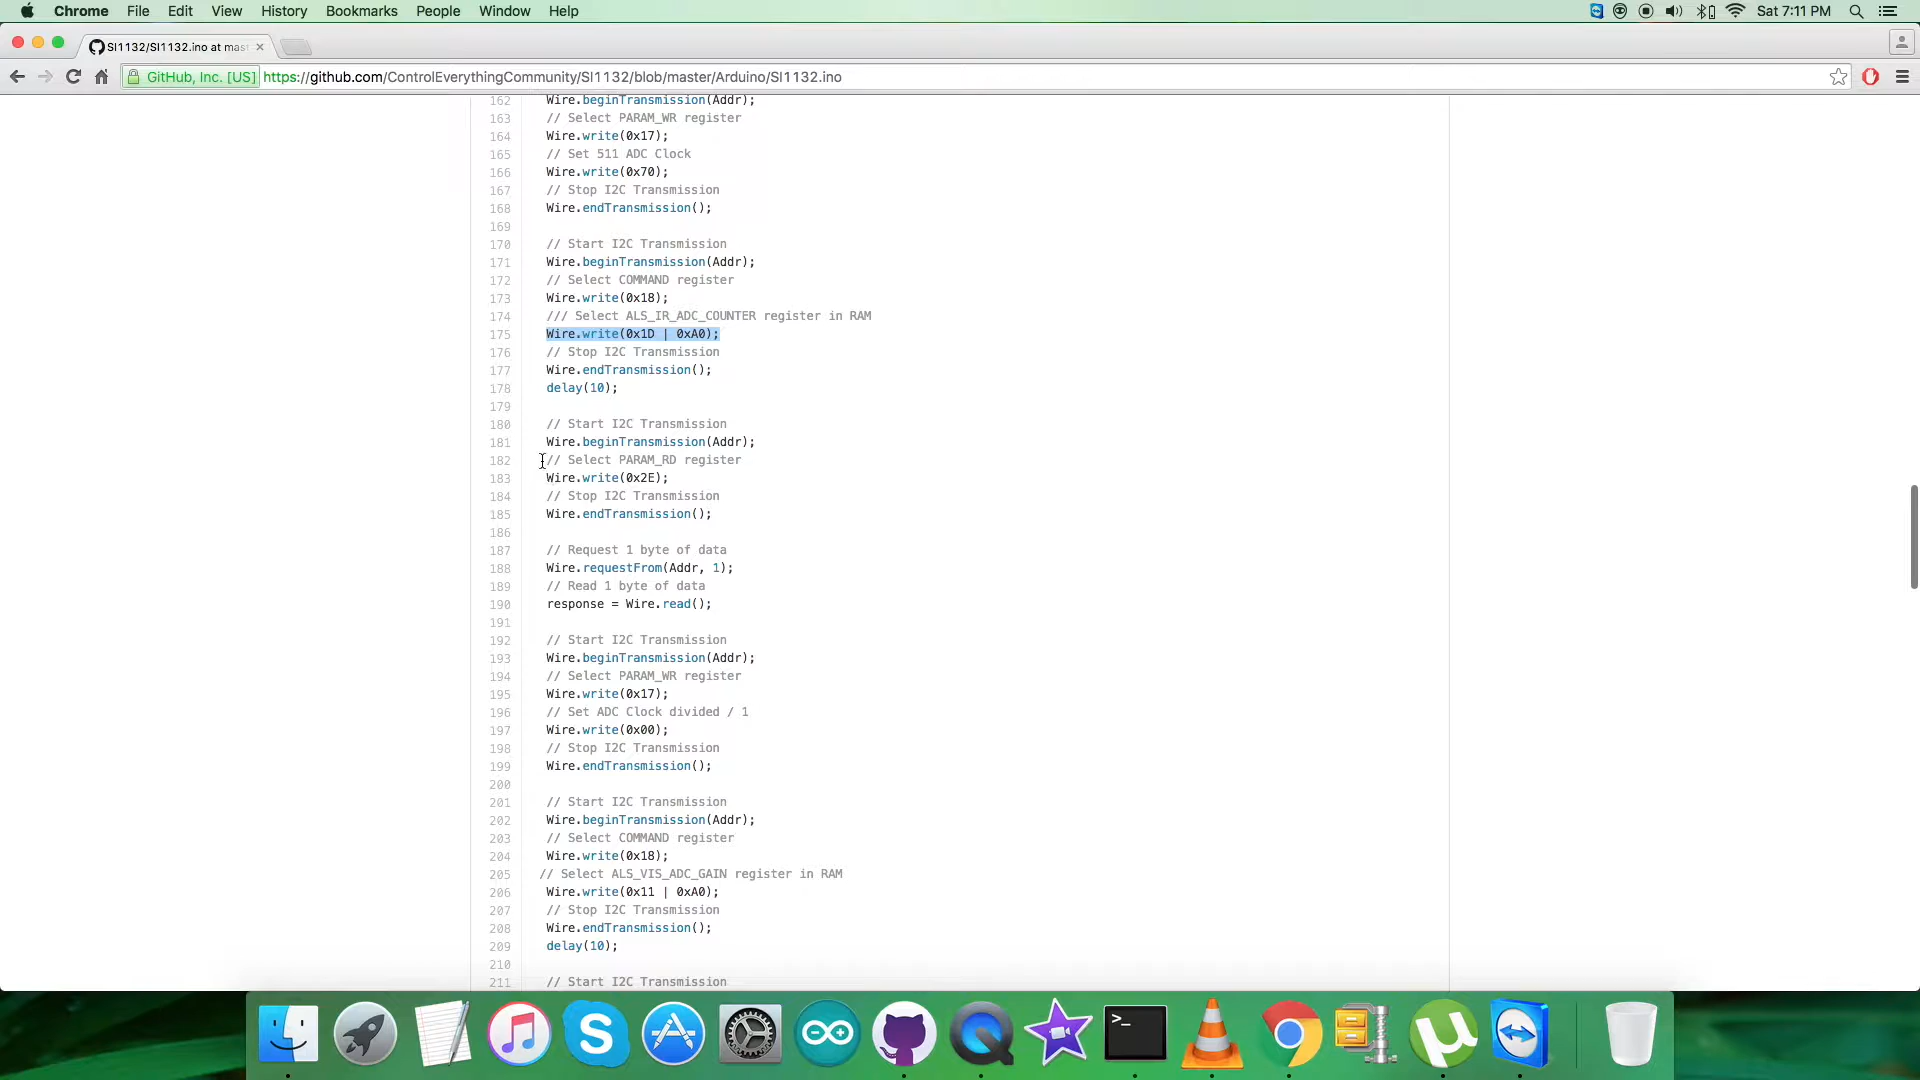 Chrome File Edit View History Bookmarks People Window Help Sat 7:11 PM
SI1132/SI1132.ino at mast
GitHub, Inc. [US] https://github.com/ControlEverythingCommunity/SI1132/blob/master/Arduino/SI1132.ino
162 Wire.beginTransmission(Addr);
163 // Select PARAM_WR register
164 Wire.write(0x17);
165 // Set 511 ADC Clock
166 Wire.write(0x70);
167 // Stop I2C Transmission
168 Wire.endTransmission();
169
170 // Start I2C Transmission
171 Wire.beginTransmission(Addr);
172 // Select COMMAND register
173 Wire.write(0x18);
174 /// Select ALS_IR_ADC_COUNTER register in RAM
175 Wire.write(0x1D | 0xA0);
176 // Stop I2C Transmission
177 Wire.endTransmission();
178 delay(10);
179
180 // Start I2C Transmission
181 Wire.beginTransmission(Addr);
182 // Select PARAM_RD register
183 Wire.write(0x2E);
184 // Stop I2C Transmission
185 Wire.endTransmission();
186
187 // Request 1 byte of data
188 Wire.requestFrom(Addr, 1);
189 // Read 1 byte of data
190 response = Wire.read();
191
192 // Start I2C Transmission
193 Wire.beginTransmission(Addr);
194 // Select PARAM_WR register
195 Wire.write(0x17);
196 // Set ADC Clock divided / 1
197 Wire.write(0x00);
198 // Stop I2C Transmission
199 Wire.endTransmission();
200
201 // Start I2C Transmission
202 Wire.beginTransmission(Addr);
203 // Select COMMAND register
204 Wire.write(0x18);
205 // Select ALS_VIS_ADC_GAIN register in RAM
206 Wire.write(0x11 | 0xA0);
207 // Stop I2C Transmission
208 Wire.endTransmission();
209 delay(10);
210
211 // Start I2C Transmission